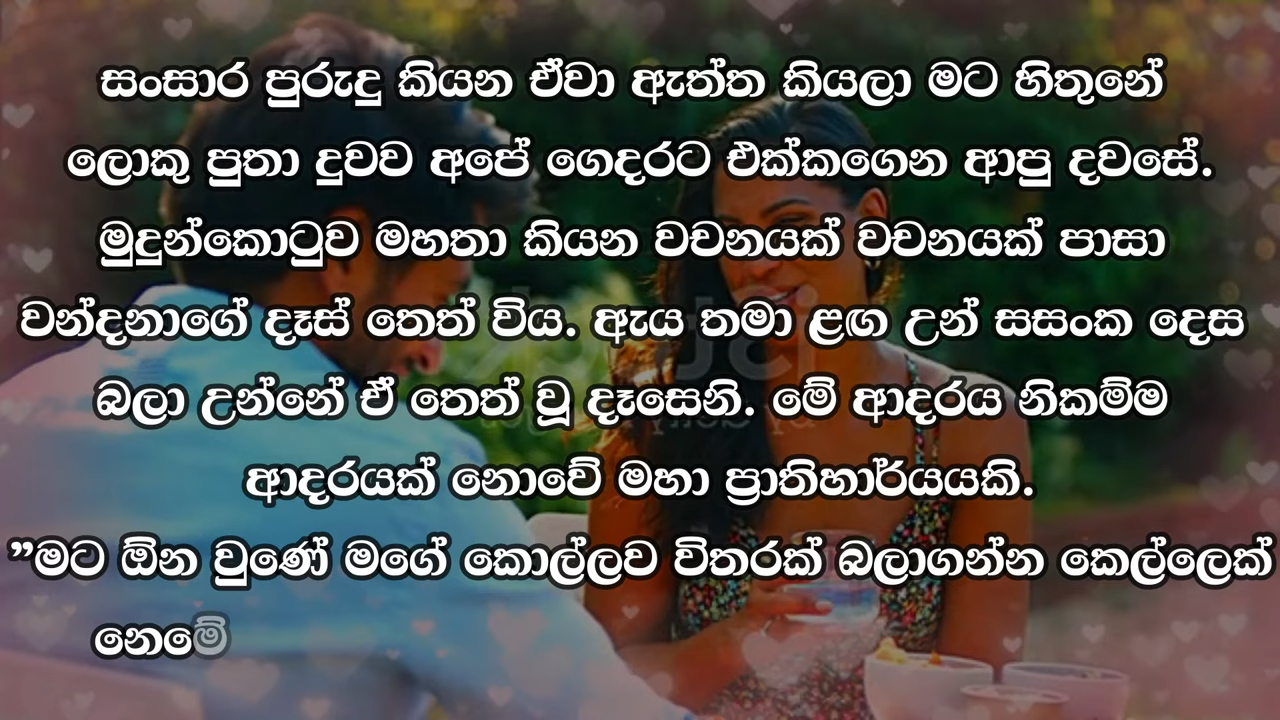 සංසාර පුරුදු කියන ඒවා ඇත්ත කියලා මට හිතුනේ
ලොකු පුතා දුවව අපේ ගෙදරට එක්කගෙන ආපු දවසේ.
මුදුන්කොටුව මහතා කියන වචනයක් වචනයක් පාසා
වන්දනාගේ දෑස් තෙත් විය. ඇය තමා ළඟ උන් සසංක දෙස
බලා උන්නේ ඒ තෙත් වූ දෑසෙනි. මේ ආදරය නිකම්ම
ආදරයක් නොවේ මහා ප්‍රාතිහාර්යයකි.
”මට ඕන වුණේ මගේ කොල්ලව විතරක් බලාගන්න කෙල්ලෙක්
නෙමේ